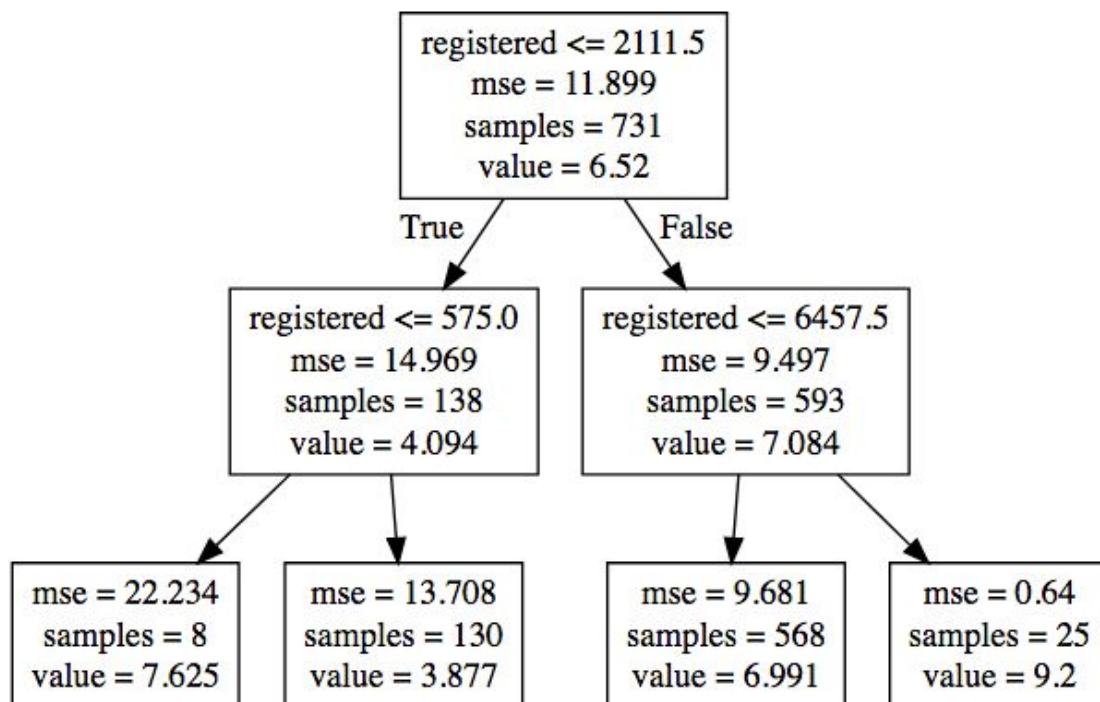 registered <= 2111.5
mse = 11.899
samples = 731
value = 6.52
True
False
registered <= 575.0
mse = 14.969
samples = 138
value = 4.094
registered <= 6457.5
mse = 9.497
samples = 593
value = 7.084
mse = 22.234
samples = 8
value = 7.625
mse = 13.708
samples = 130
value = 3.877
mse = 9.681
samples = 568
value = 6.991
mse = 0.64
samples = 25
value = 9.2